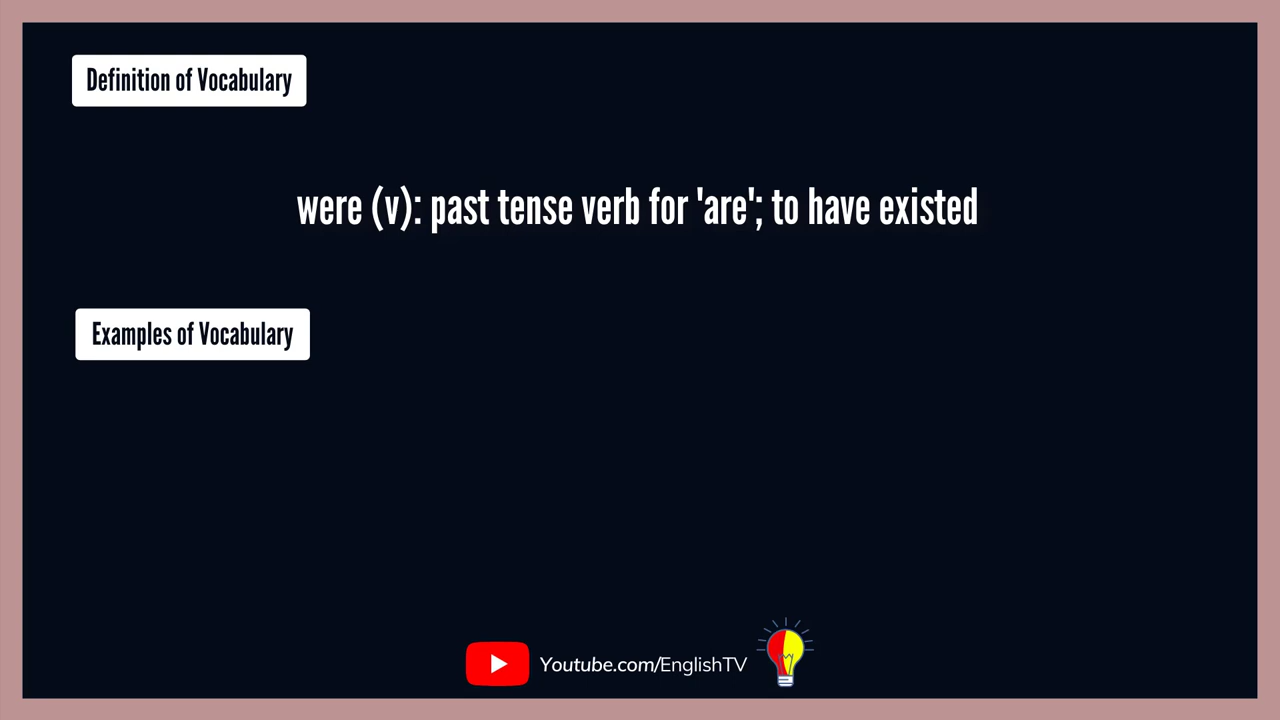 Definition of Vocabulary
were (v): past tense verb for 'are'; to have existed
Examples of Vocabulary
Youtube.com/EnglishTV